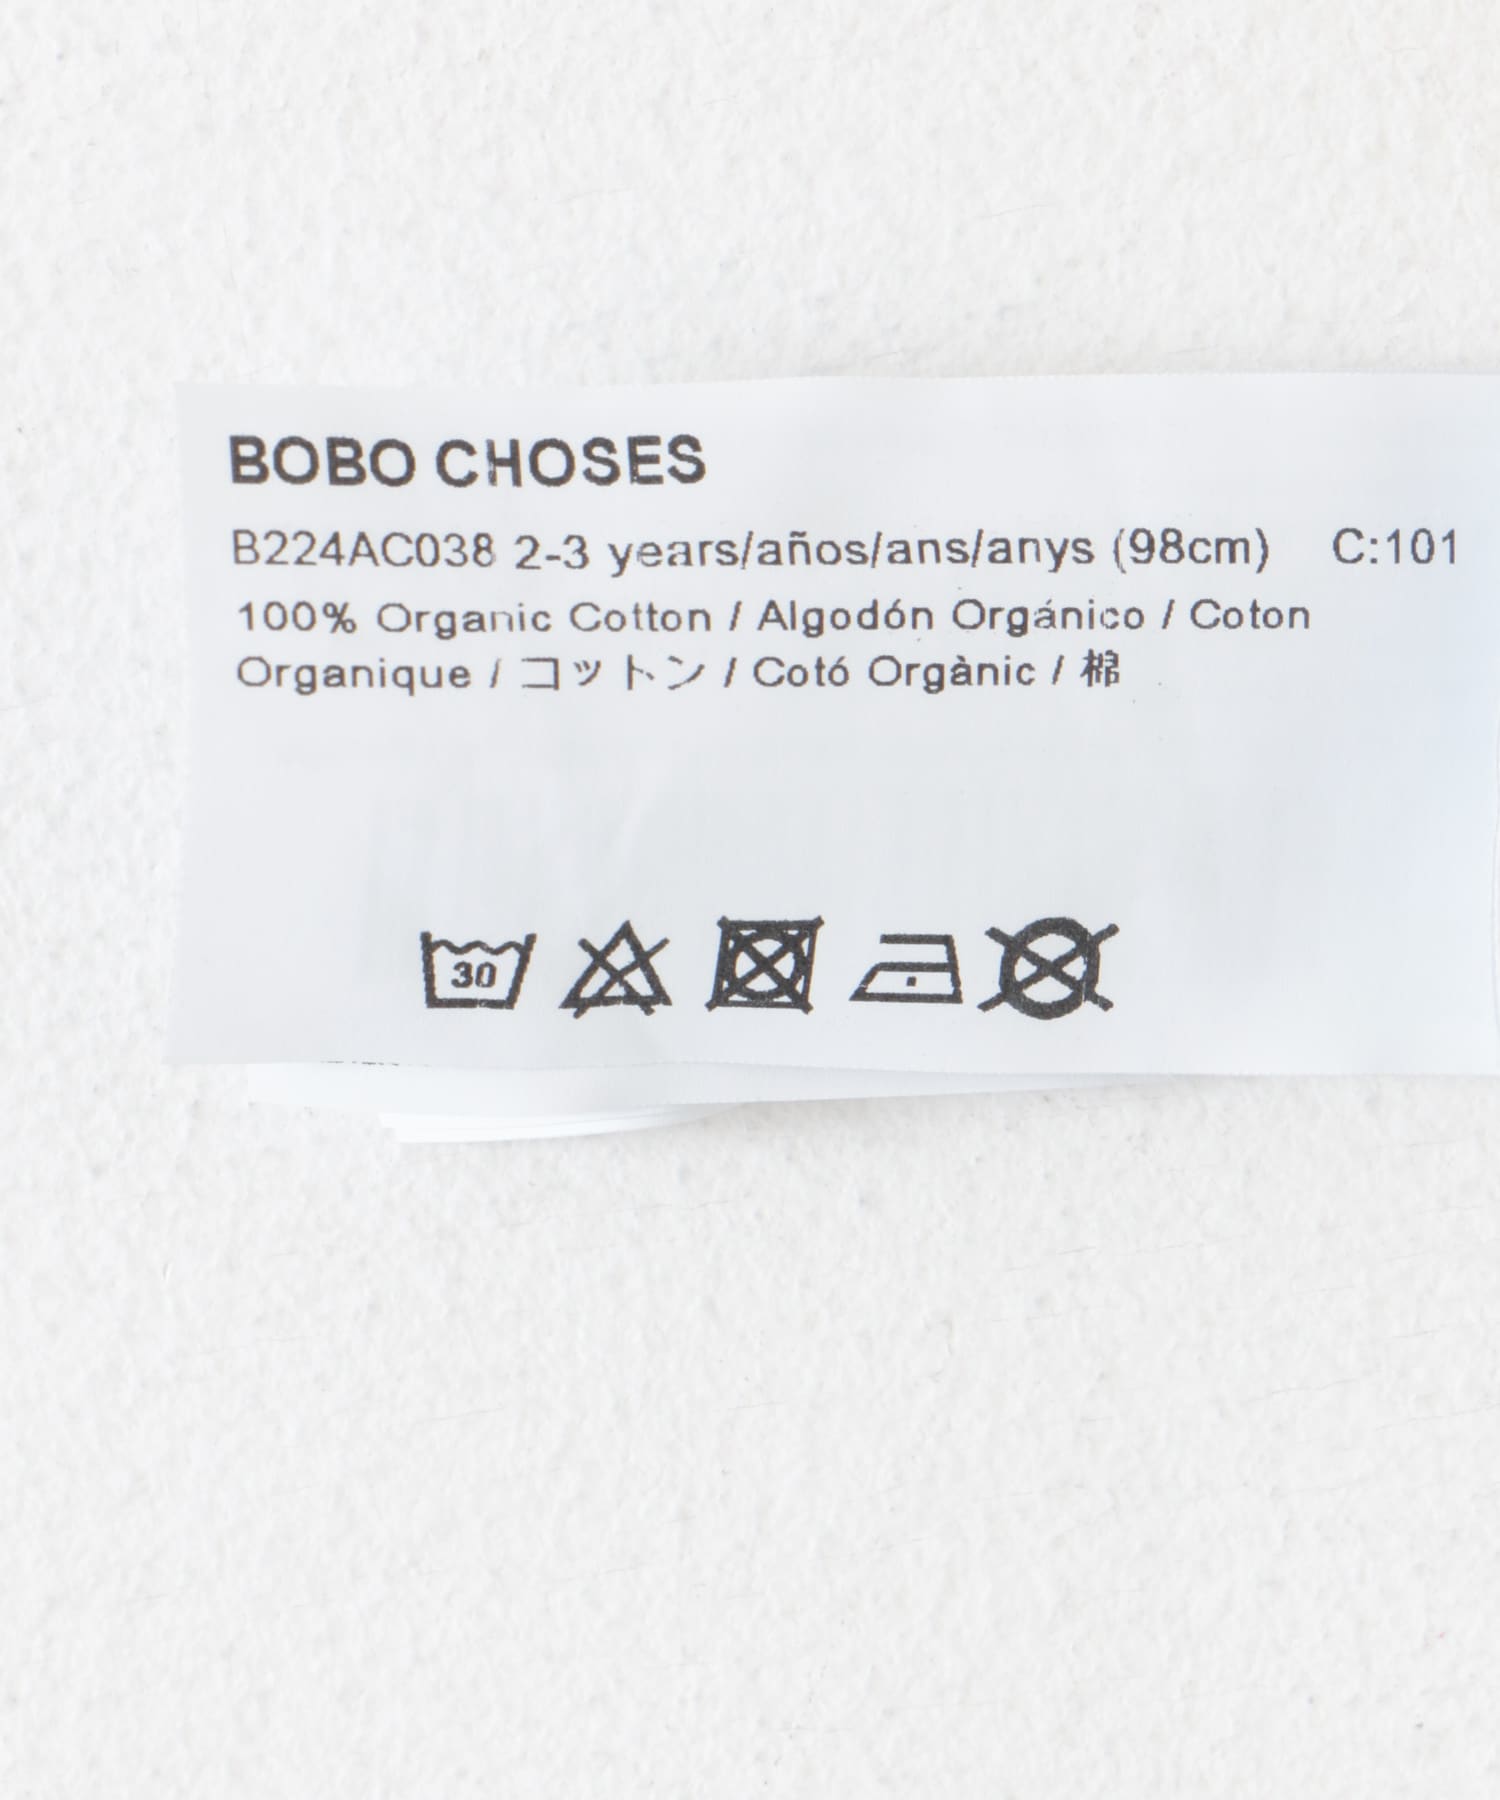 BOBO CHOSES
B224AC038 2-3 years/años/ans/anys (98cm) C:101
100% Organic Cotton / Algodón Orgánico / Coton
Organique / コットン / Cotó Orgànic / 棉
30